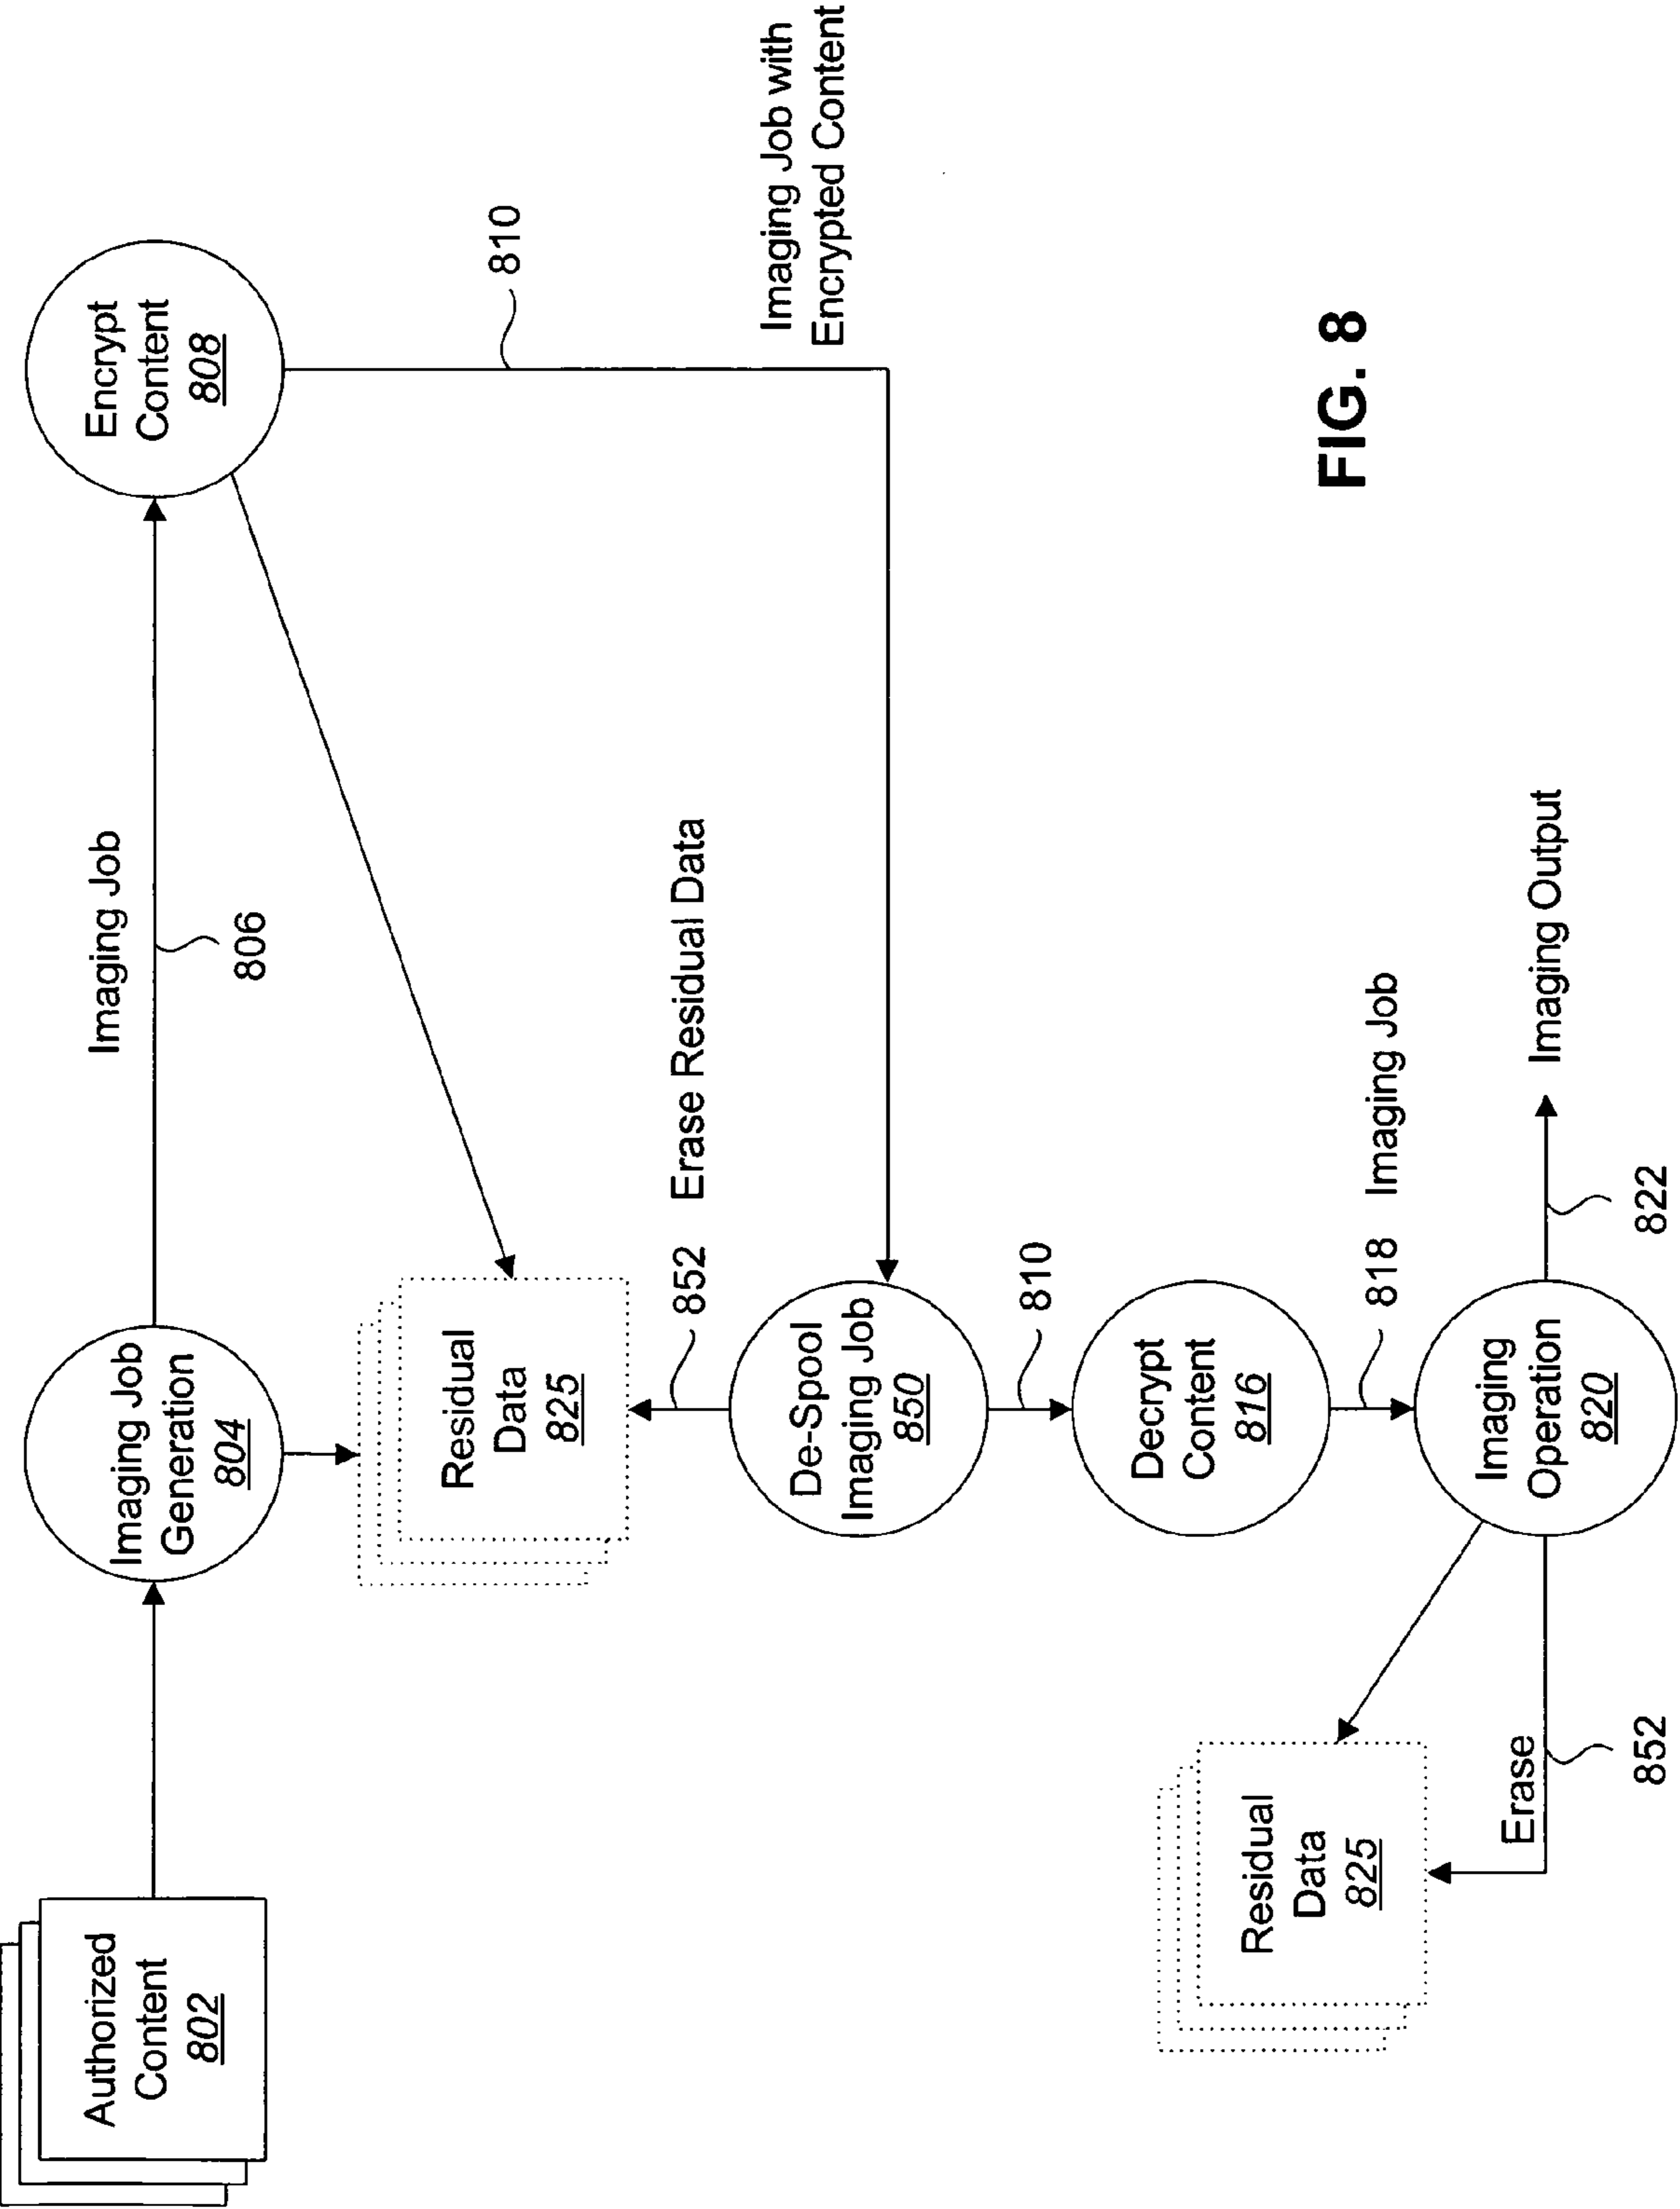 Authorized
Content
802
Imaging Job
Generation
804
Imaging Job
806
Encrypt
Content
808
810
Imaging Job with
Encrypted Content
Residual
Data
825
852
Erase Residual Data
De-Spool
Imaging Job
850
810
Decrypt
Content
816
818
Imaging Job
Imaging
Operation
820
822
Imaging Output
Residual
Data
825
Erase
852
FIG. 8